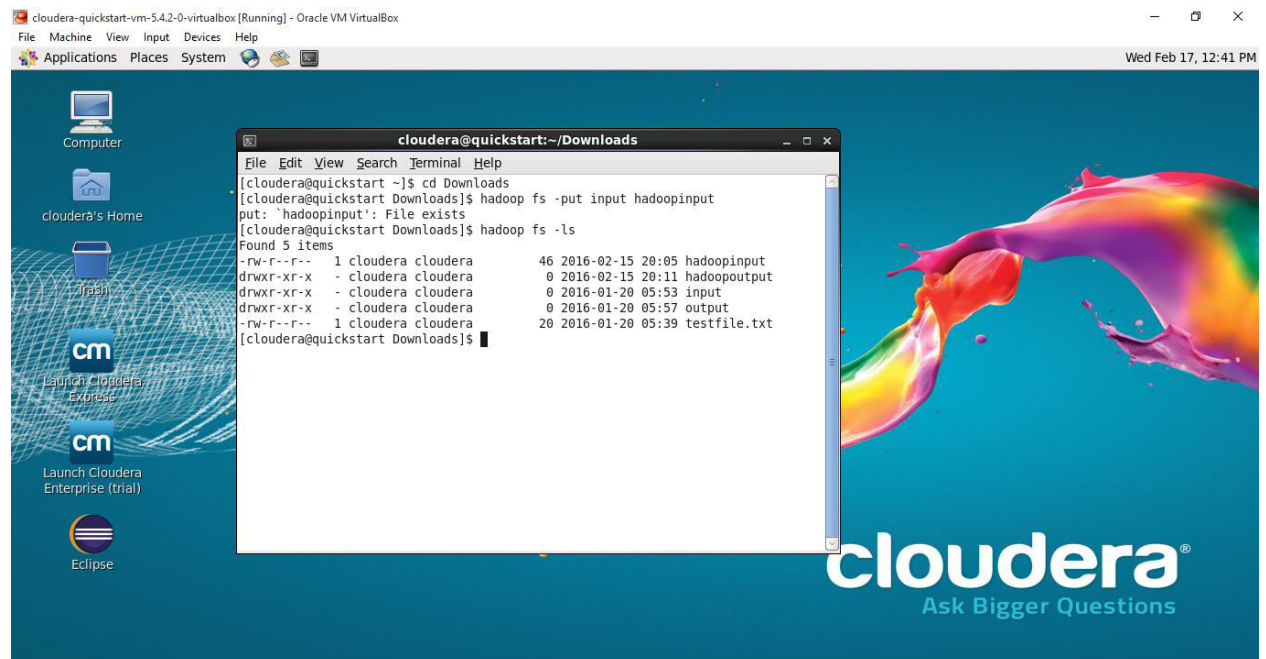 cloudera-quickstart-vm-5.4.2-0-virtualbox [Running] - Oracle VM VirtualBox
File Machine View Input Devices Help
Applications Places System
Wed Feb 17, 12:41 PM
Computer
cloudera's Home
Trash
cm
Launch Cloudera
Express
cm
Launch Cloudera
Enterprise (trial)
Eclipse
cloudera@quickstart:~/Downloads
File Edit View Search Terminal Help
[cloudera@quickstart ~]$ cd Downloads
[cloudera@quickstart Downloads]$ hadoop fs -put input hadoopinput
put: `hadoopinput': File exists
[cloudera@quickstart Downloads]$ hadoop fs -ls
Found 5 items
-rw-r--r-- 1 cloudera cloudera 46 2016-02-15 20:05 hadoopinput
drwxr-xr-x - cloudera cloudera 0 2016-02-15 20:11 hadoopoutput
drwxr-xr-x - cloudera cloudera 0 2016-01-20 05:53 input
drwxr-xr-x - cloudera cloudera 0 2016-01-20 05:57 output
-rw-r--r-- 1 cloudera cloudera 20 2016-01-20 05:39 testfile.txt
[cloudera@quickstart Downloads]$
cloudera®
Ask Bigger Questions